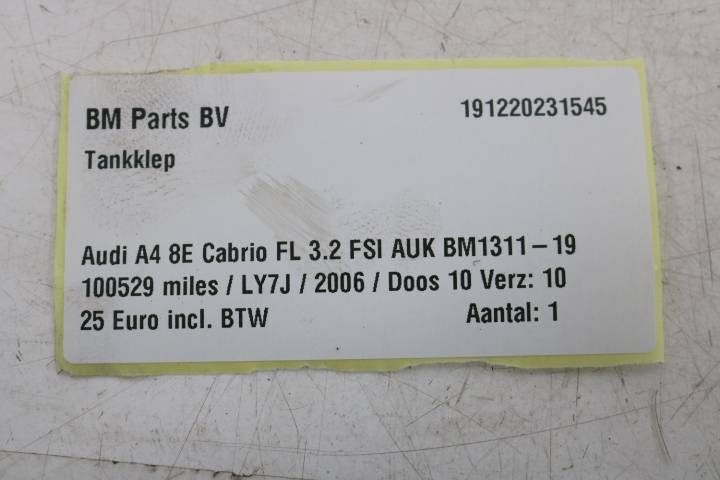 BM Parts BV 191220231545
Tankklep
Audi A4 8E Cabrio FL 3.2 FSI AUK BM1311-19
100529 miles / LY7J / 2006 / Doos 10 Verz: 10
25 Euro incl. BTW Aantal: 1